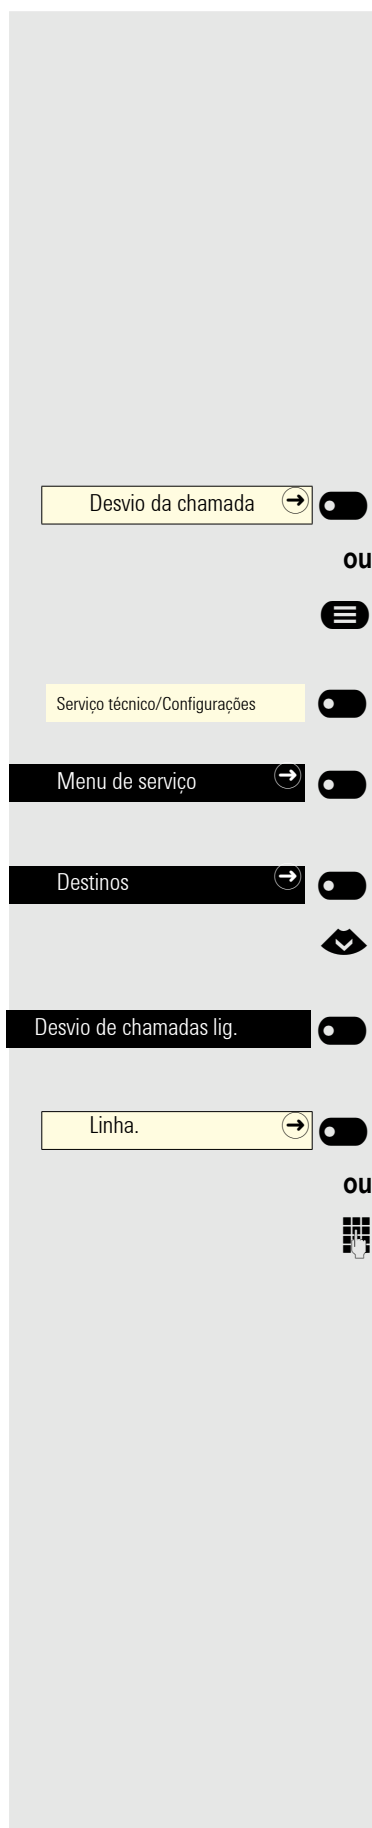 Desvio da chamada
ou
Serviço técnico/Configurações
Menu de serviço
Destinos
Desvio de chamadas lig.
Linha.
ou